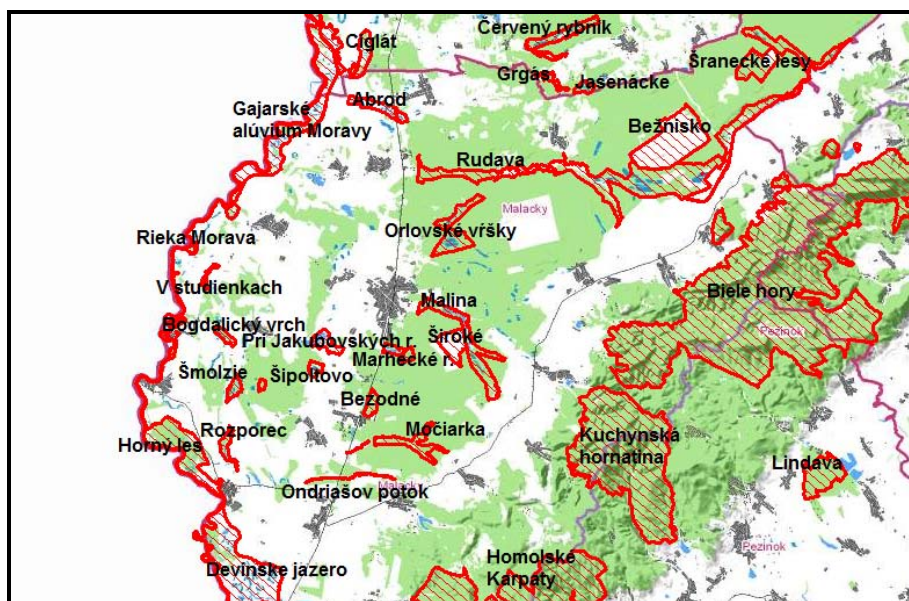 Červený rybník
Ciglát
Šranecké lesy
Grgás
Jasenácke
Abrod
Gajarské
alúvium Moravy
Bežnisko
Rudava
Malacky
Orlovské vŕšky
Rieka Morava
V studienkach
Biele hory
Malina
Bogdalický vrch
Široké
Pri Jakubovských r.
Pezinok
Marhecké r.
Šmolzie
Šipoltovo
Bezodné
Rozporec
Močiarka
Horný les
Kuchynská
hornatina
Lindava
Malacky
Ondriašov potok
Pezinok
Homolské
Karpaty
Devínske jazero